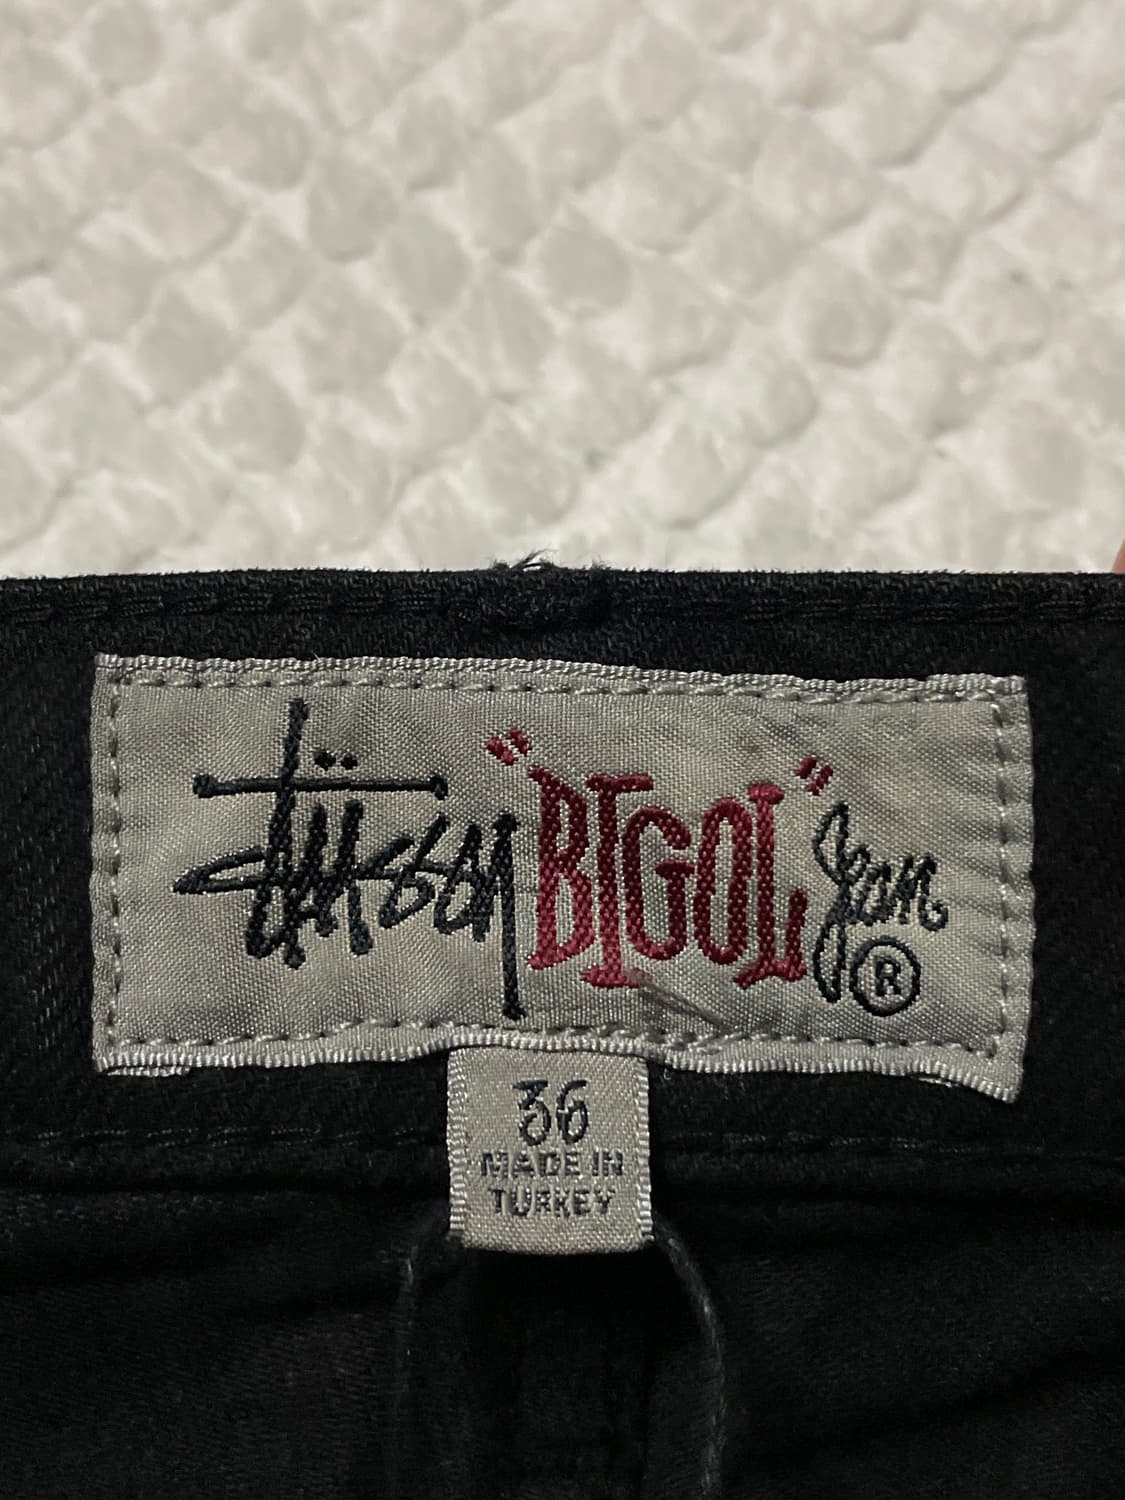 Stüssy "BIGOL" Jean ®
36
MADE IN
TURKEY